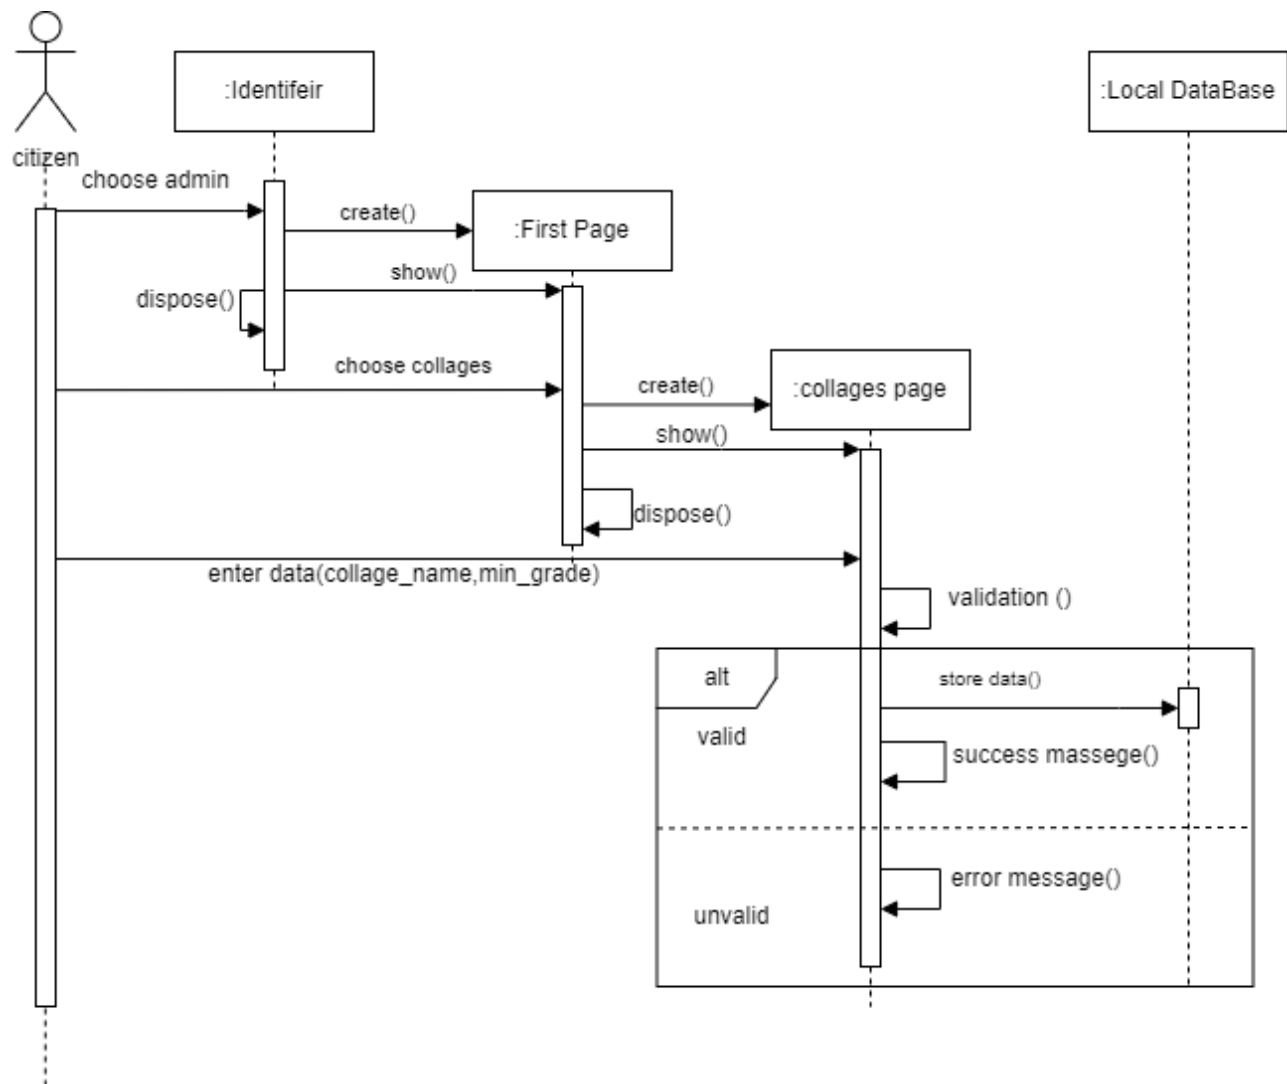 citizen
:Identifeir
:Local DataBase
choose admin
create()
:First Page
show()
dispose()
choose collages
create()
:collages page
show()
dispose()
enter data(collage_name,min_grade)
validation ()
alt
store data()
valid
success massege()
error message()
unvalid